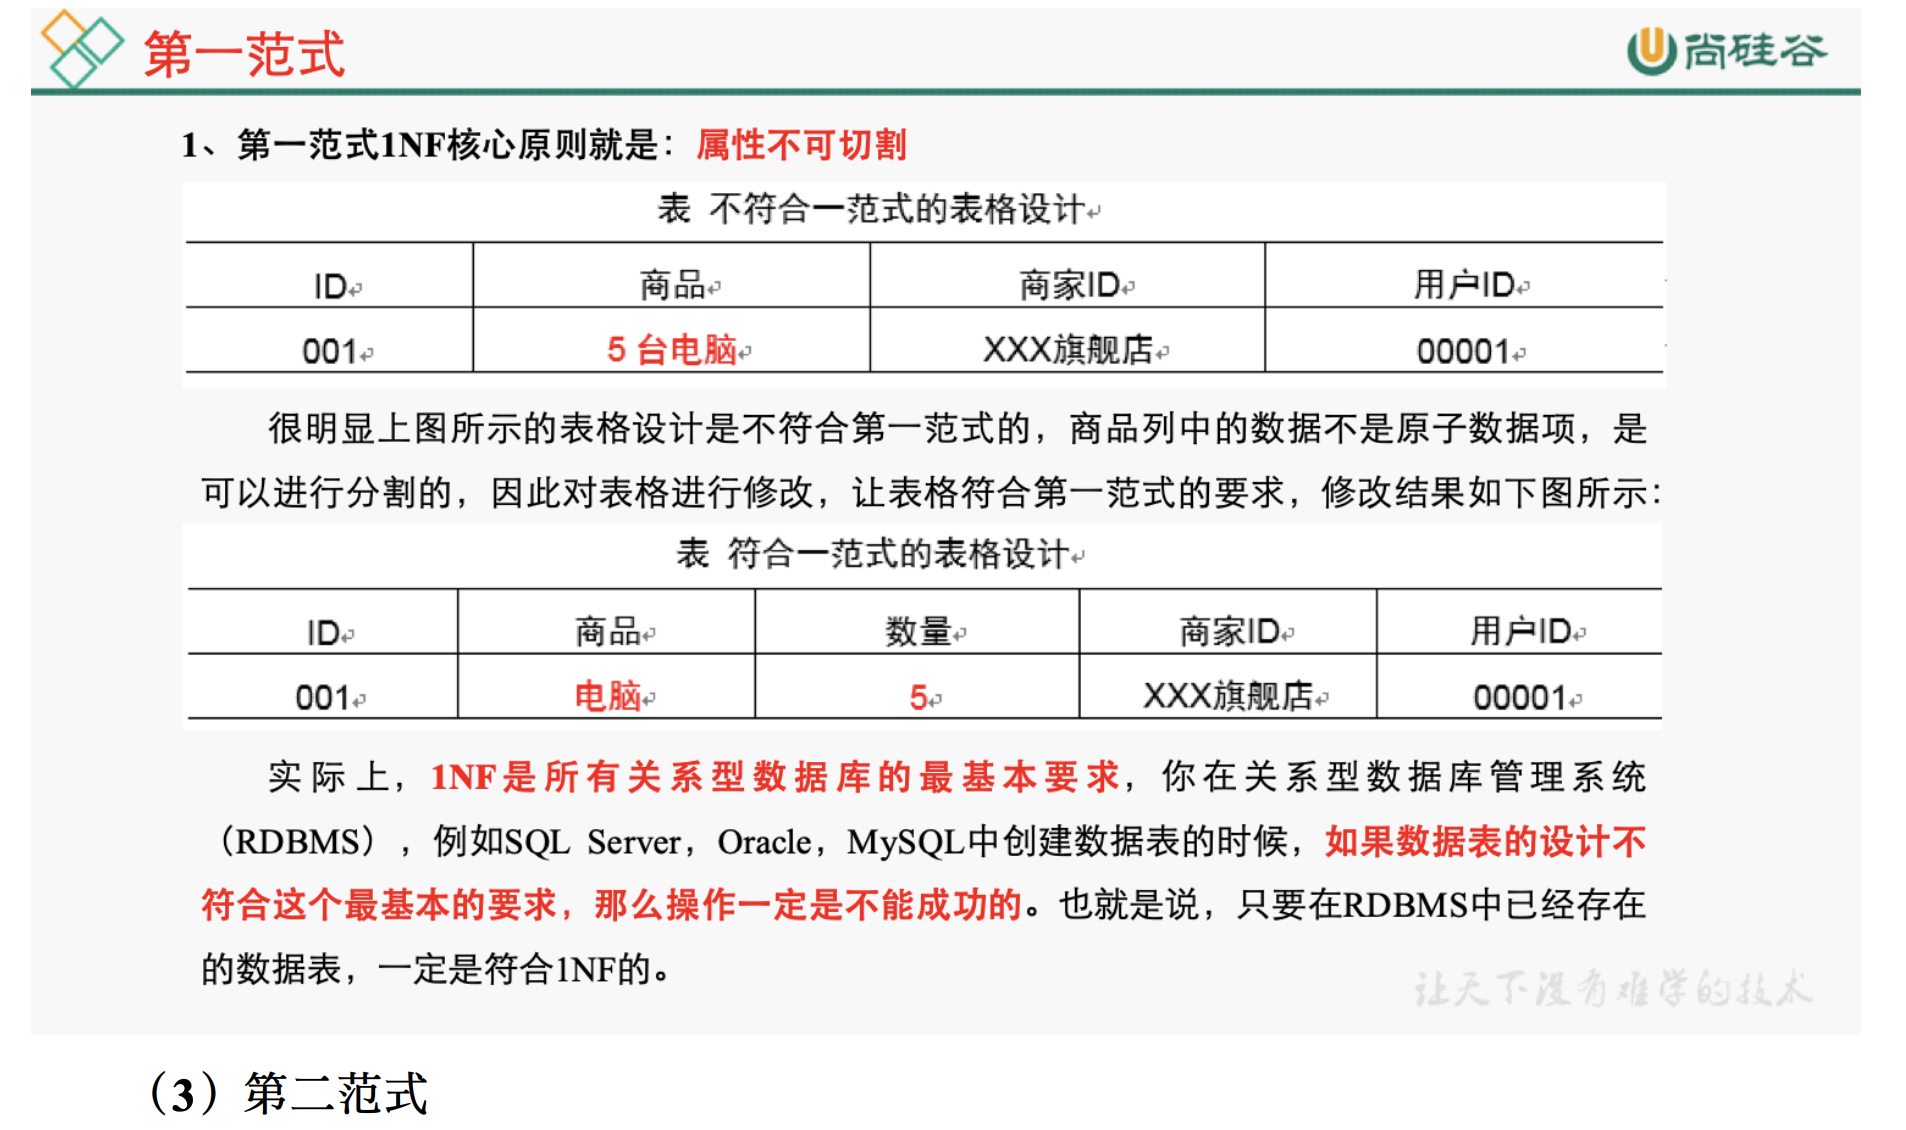 第一范式
尚硅谷
1、第一范式1NF核心原则就是：属性不可切割
表 不符合一范式的表格设计
ID 商品 商家ID 用户ID
001 5 台电脑 XXX旗舰店 00001
很明显上图所示的表格设计是不符合第一范式的，商品列中的数据不是原子数据项，是
可以进行分割的，因此对表格进行修改，让表格符合第一范式的要求，修改结果如下图所示：
表 符合一范式的表格设计
ID 商品 数量 商家ID 用户ID
001 电脑 5 XXX旗舰店 00001
实际上，1NF是所有关系型数据库的最基本要求，你在关系型数据库管理系统
（RDBMS），例如SQL Server，Oracle，MySQL中创建数据表的时候，如果数据表的设计不
符合这个最基本的要求，那么操作一定是不能成功的。也就是说，只要在RDBMS中已经存在
的数据表，一定是符合1NF的。
让天下没有难学的技术
（3）第二范式